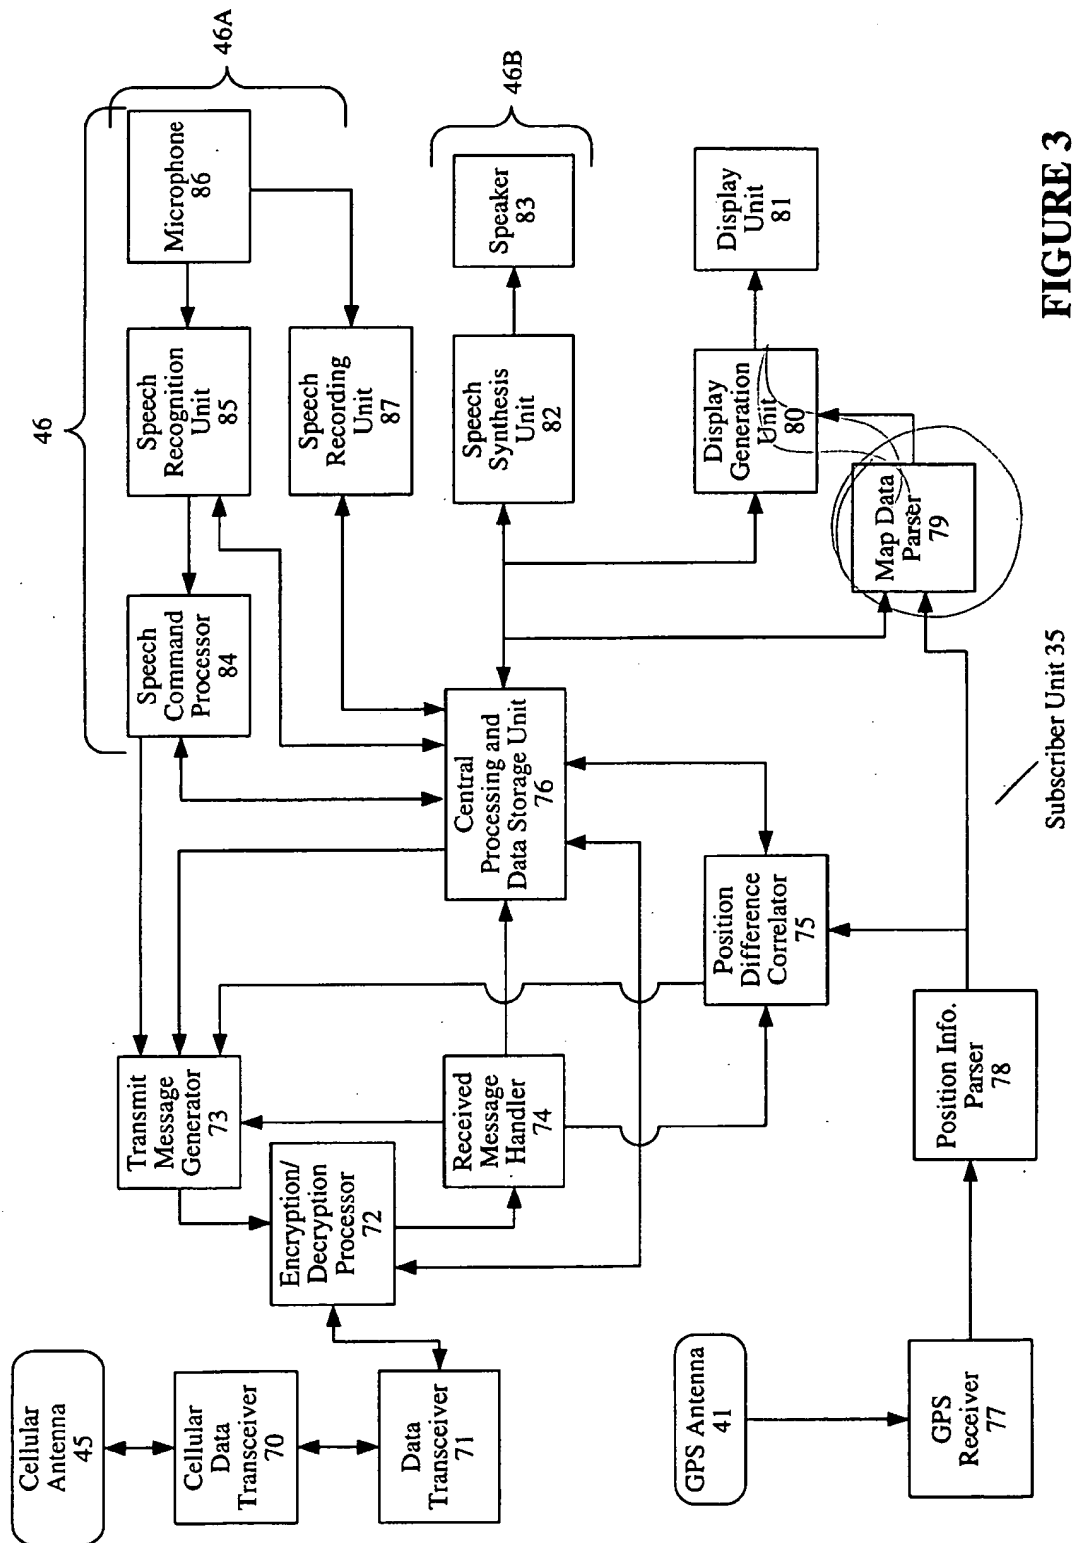 Cellular
Antenna
45
Cellular
Data
Transceiver
70
Data
Transceiver
71
Transmit
Message
Generator
73
Encryption/
Decryption
Processor
72
Received
Message
Handler
74
46
Speech
Command
Processor
84
Speech
Recognition
Unit
85
Microphone
86
46A
Speech
Recording
Unit
87
Central
Processing and
Data Storage Unit
76
Speech
Synthesis
Unit
82
Speaker
83
46B
Display
Generation
Unit
80
Display
Unit
81
Position
Difference
Correlator
75
Map Data
Parser
79
GPS Antenna
41
GPS
Receiver
77
Position Info.
Parser
78
Subscriber Unit 35
FIGURE 3